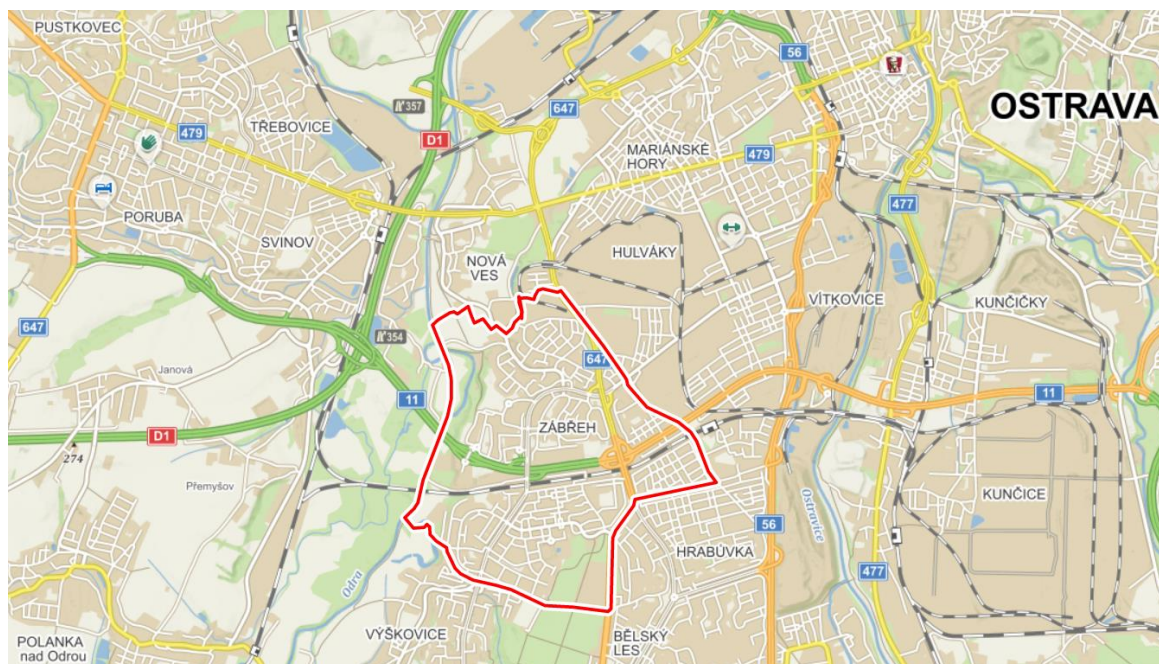 PUSTKOVEC
56
357
647
OSTRAVA
TŘEBOVICE
479
D1
MARIÁNSKÉ
HORY
479
477
PORUBA
SVINOV
NOVÁ
VES
HULVÁKY
VÍTKOVICE
KUNČIČKY
647
354
Janová
647
11
11
ZÁBŘEH
D1
274
Přemyšov
KUNČICE
Ostravice
56
HRABŮVKA
477
Odra
VÝŠKOVICE
BĚLSKÝ
LES
POLANKA
nad Odrou